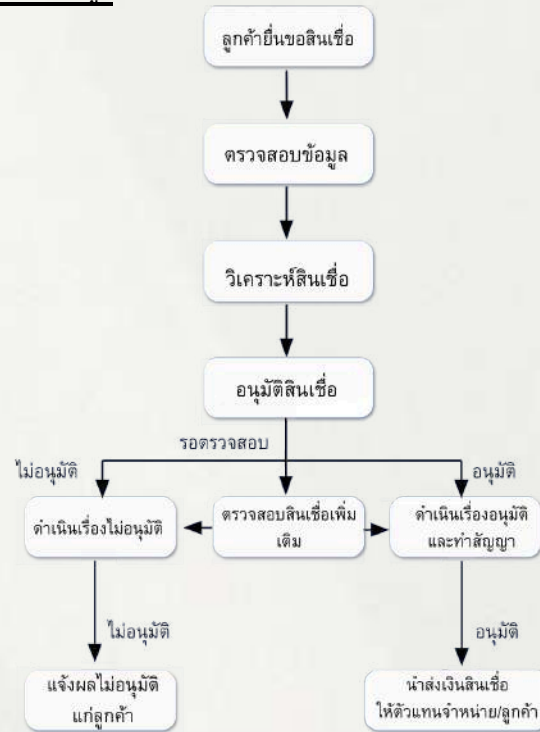 ลูกค้ายื่นขอสินเชื่อ
ตรวจสอบข้อมูล
วิเคราะห์สินเชื่อ
อนุมัติสินเชื่อ
รอตรวจสอบ
ไม่อนุมัติ
อนุมัติ
ดำเนินเรื่องไม่อนุมัติ
ตรวจสอบสินเชื่อเพิ่ม
เติม
ดำเนินเรื่องอนุมัติ
และทำสัญญา
ไม่อนุมัติ
อนุมัติ
แจ้งผลไม่อนุมัติ
แก่ลูกค้า
นำส่งเงินสินเชื่อ
ให้ตัวแทนจำหน่าย/ลูกค้า